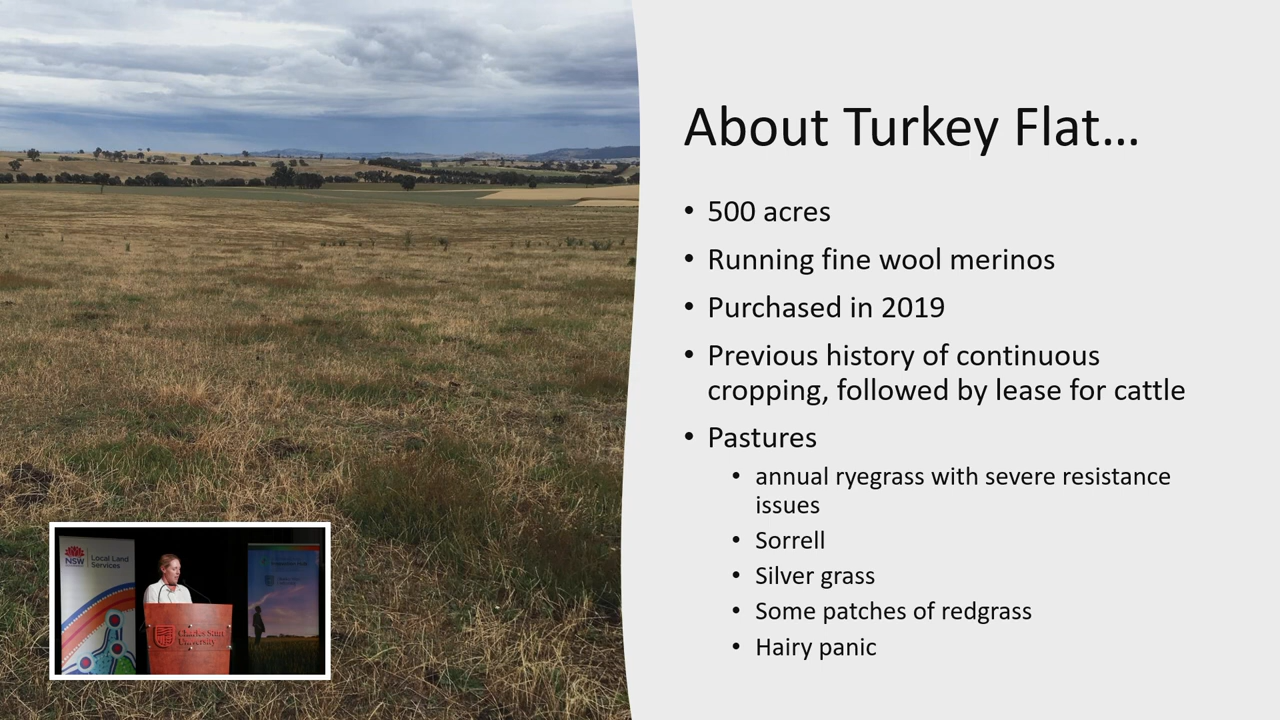 About Turkey Flat...
• 500 acres
• Running fine wool merinos
• Purchased in 2019
• Previous history of continuous
cropping, followed by lease for cattle
• Pastures
• annual ryegrass with severe resistance
issues
• Sorrell
• Silver grass
• Some patches of redgrass
• Hairy panic
NSW
Local Land
Services
Charles Sturt
University